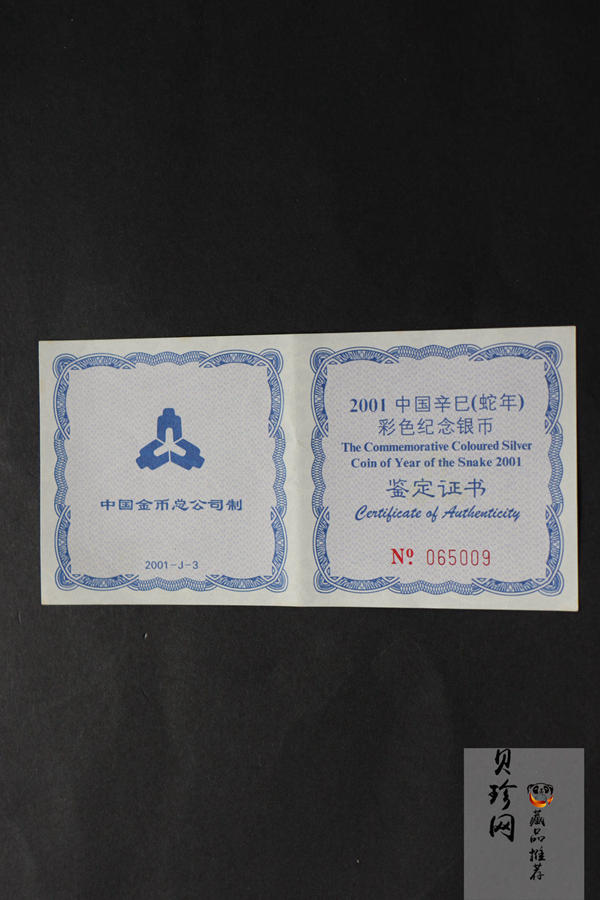 中国金币总公司制
2001-J-3
2001 中国辛巳(蛇年)
彩色纪念银币
The Commemorative Coloured Silver
Coin of Year of the Snake 2001
鉴定证书
Certificate of Authenticity
Nº. 065009
贝珍网
藏品推荐